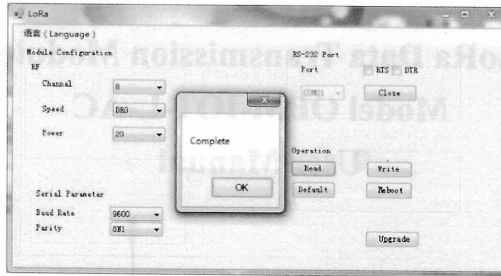 LoRa
语言 ( Language )
Module Configuration
RF
Channel
8
Speed
DR0
Power
20
Serial Parameter
Baud Rate
9600
Parity
8N1
RS-232 Port
Port
RTS
DTR
Close
Complete
OK
Operation
Read
Write
Default
Reboot
Upgrade